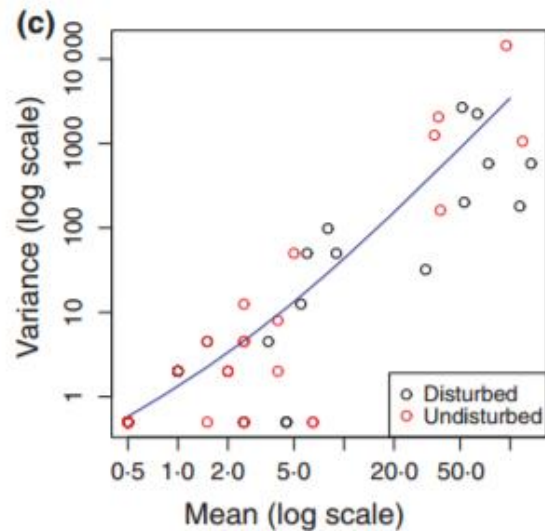 (c)
Variance (log scale)
10 000
1000
100
10
1
Disturbed
Undisturbed
0·5 1·0 2·0 5·0 20·0 50·0
Mean (log scale)